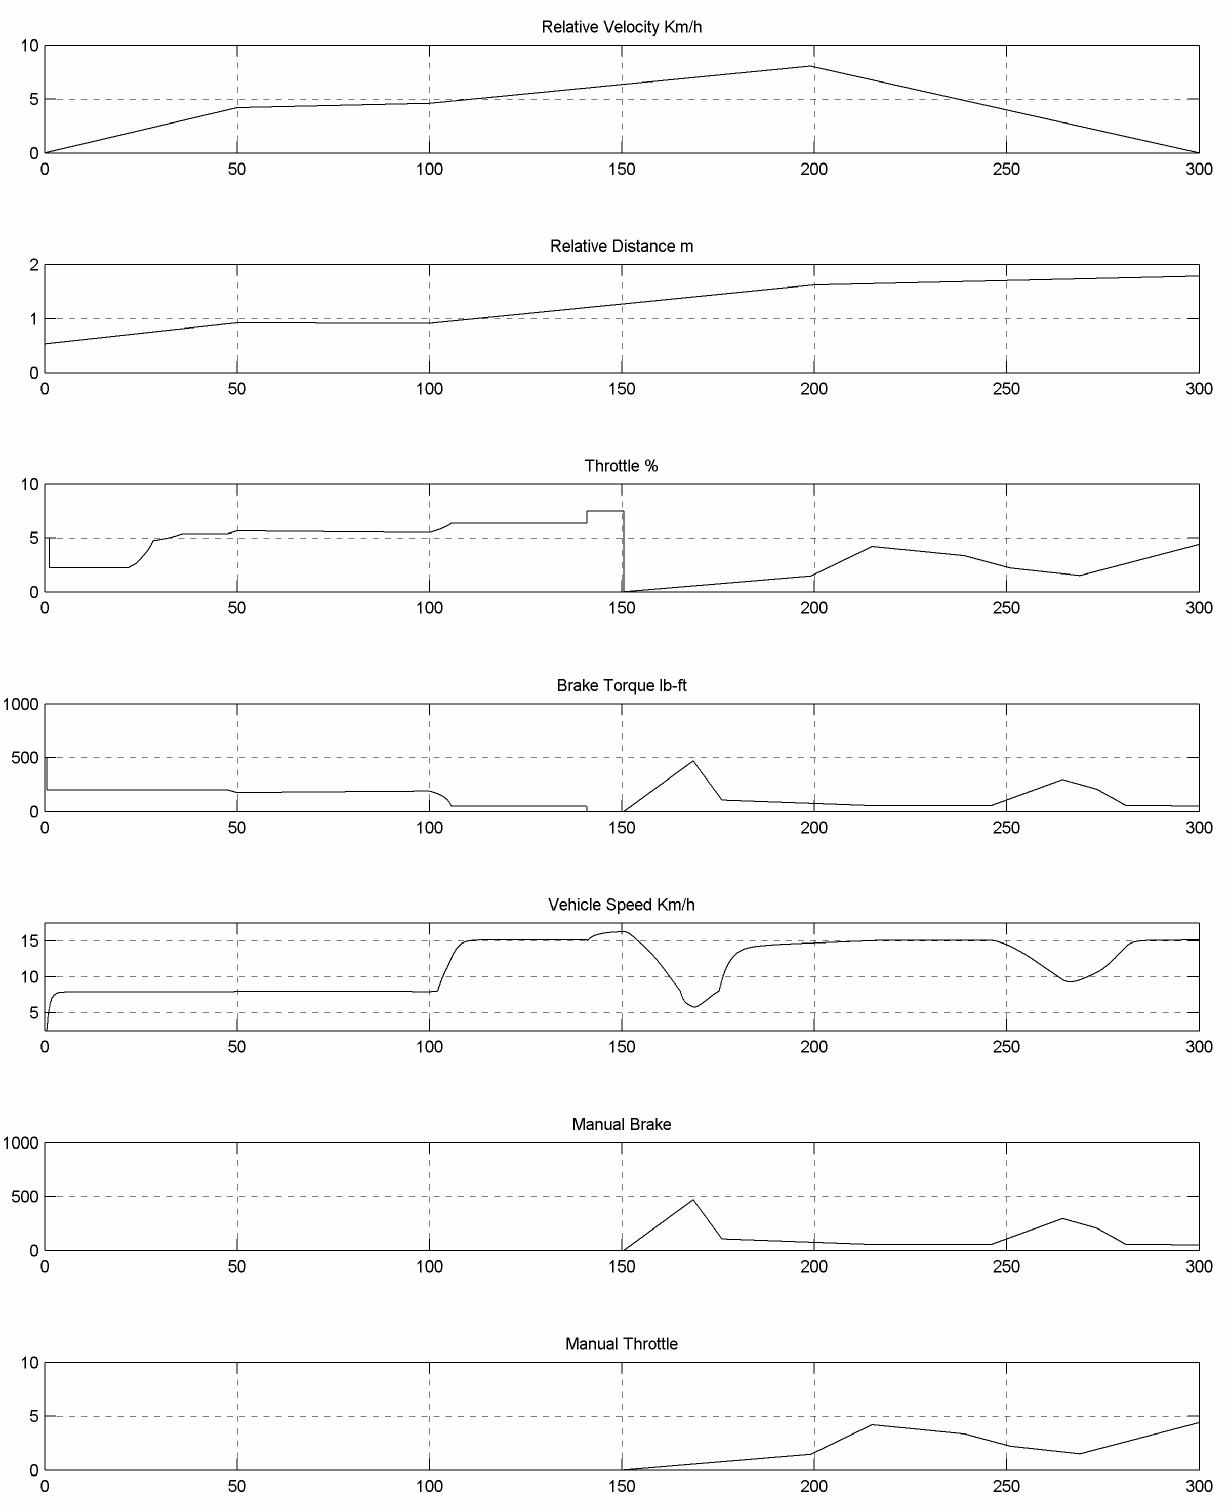 Relative Velocity Km/h
10
5
0
0 50 100 150 200 250 300
Relative Distance m
2
1
0
0 50 100 150 200 250 300
Throttle %
10
5
0
0 50 100 150 200 250 300
Brake Torque lb-ft
1000
500
0
0 50 100 150 200 250 300
Vehicle Speed Km/h
15
10
5
0 50 100 150 200 250 300
Manual Brake
1000
500
0
0 50 100 150 200 250 300
Manual Throttle
10
5
0
0 50 100 150 200 250 300